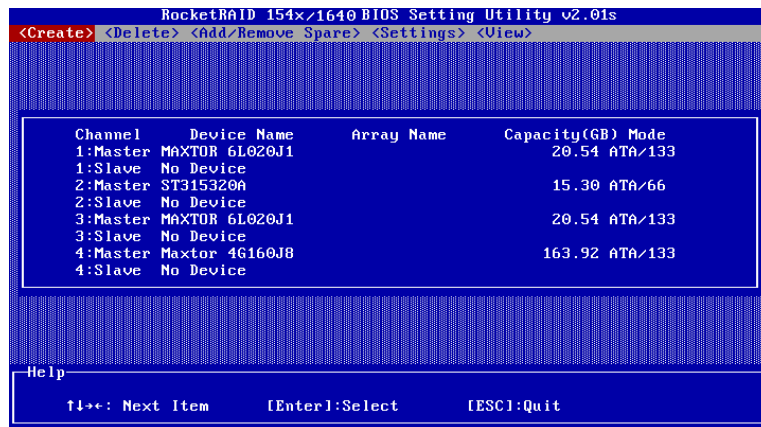 RocketRAID 154x/1640 BIOS Setting Utility v2.01s
<Create> <Delete> <Add/Remove Spare> <Settings> <View>
Channel Device Name Array Name Capacity(GB) Mode
1:Master MAXTOR 6L020J1 20.54 ATA/133
1:Slave No Device
2:Master ST315320A 15.30 ATA/66
2:Slave No Device
3:Master MAXTOR 6L020J1 20.54 ATA/133
3:Slave No Device
4:Master Maxtor 4G160J8 163.92 ATA/133
4:Slave No Device
Help
↑↓→←: Next Item [Enter]:Select [ESC]:Quit